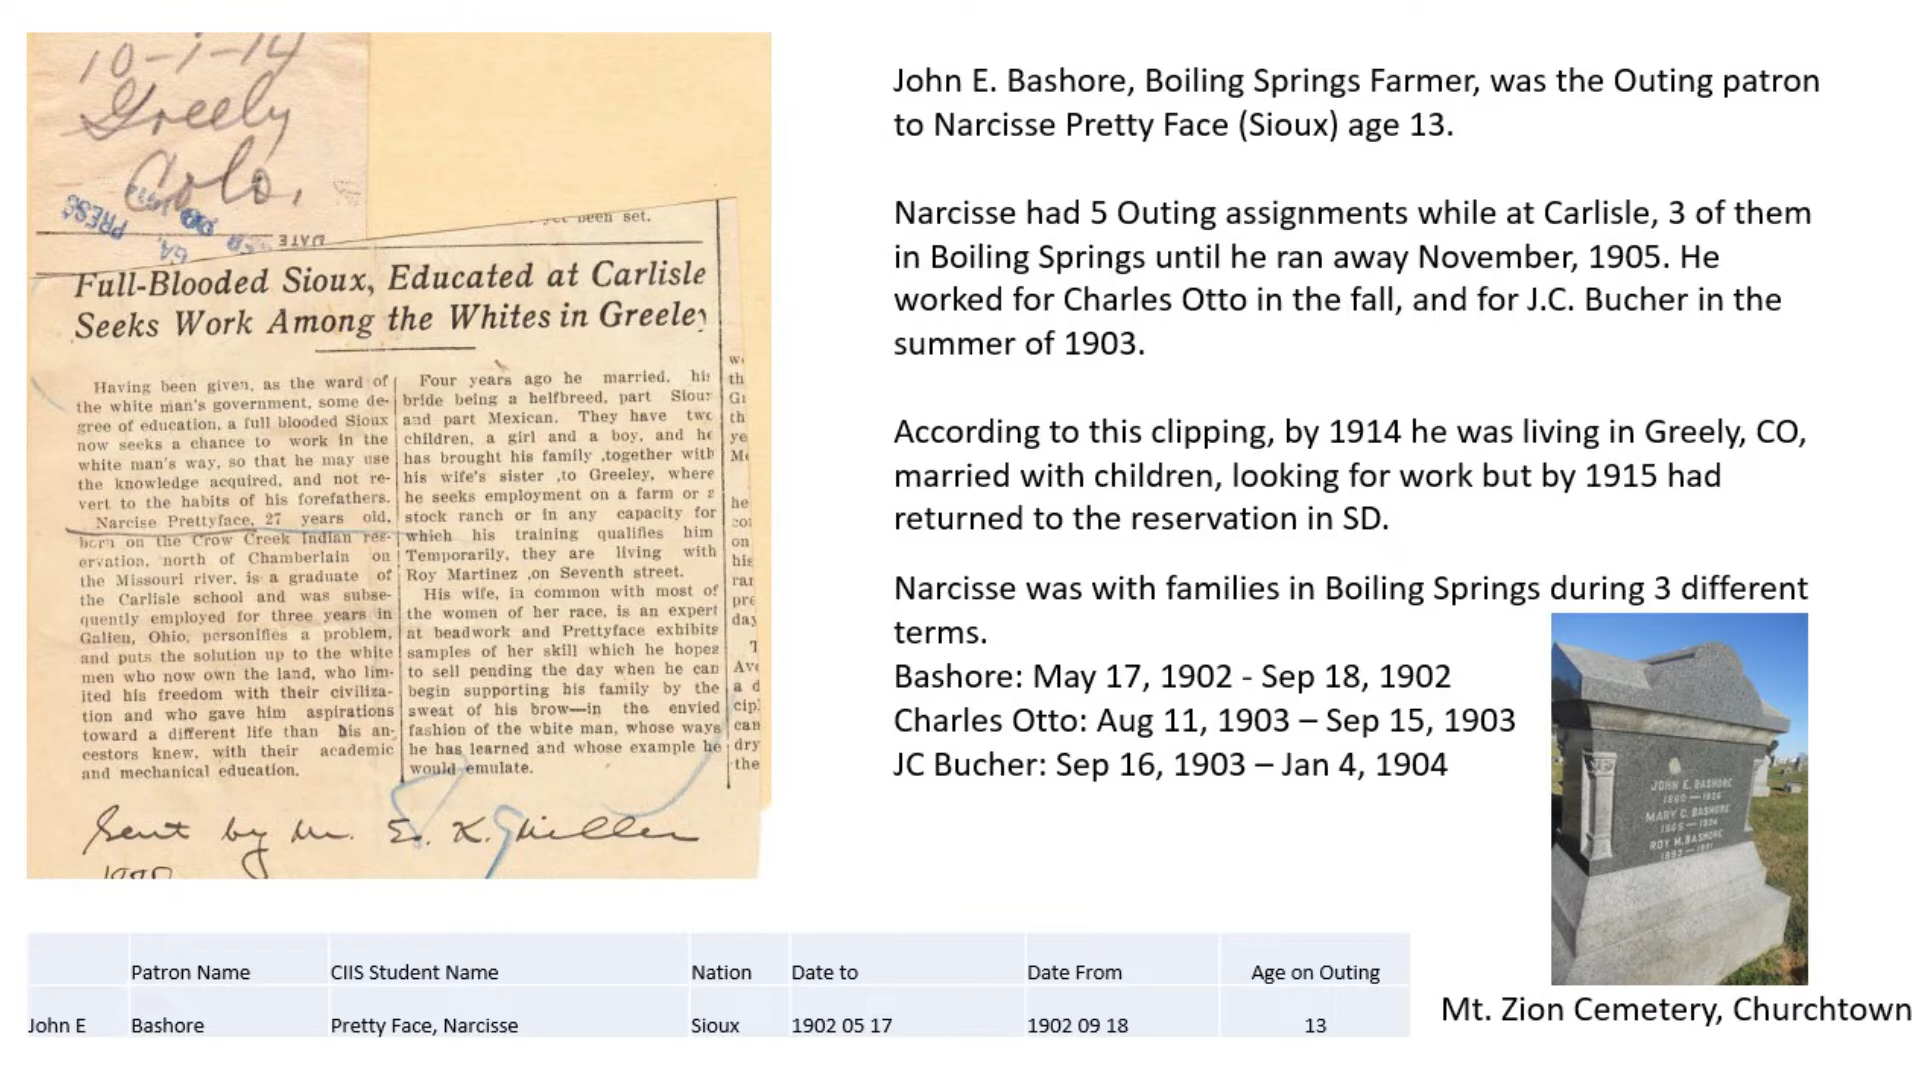 10-1-14
Greely
Colo.
PRESS
DATE
been set.
Full-Blooded Sioux, Educated at Carlisle
Seeks Work Among the Whites in Greeley
Having been given, as the ward of
the white man's government, some de-
gree of education, a full blooded Sioux
now seeks a chance to work in the
white man's way, so that he may use
the knowledge acquired, and not re-
vert to the habits of his forefathers.
Narcise Prettyface, 27 years old,
born on the Crow Creek Indian res-
ervation, north of Chamberlain on
the Missouri river, is a graduate of
the Carlisle school and was subse-
quently employed for three years in
Galien, Ohio, personifies a problem,
and puts the solution up to the white
men who now own the land, who lim-
ited his freedom with their civiliza-
tion and who gave him aspirations
toward a different life than his an-
cestors knew, with their academic
and mechanical education.
Four years ago he married, his
bride being a helfbreed, part Sioux
and part Mexican. They have two
children, a girl and a boy, and he
has brought his family ,together with
his wife's sister ,to Greeley, where
he seeks employment on a farm or a
stock ranch or in any capacity for
which his training qualifies him
Temporarily, they are living with
Roy Martinez ,on Seventh street.
His wife, in common with most of
the women of her race, is an expert
at beadwork and Prettyface exhibits
samples of her skill which he hopes
to sell pending the day when he can
begin supporting his family by the
sweat of his brow—in the envied
fashion of the white man, whose ways
he has learned and whose example he
would emulate.
Sent by Mr. E. K. Miller
John E. Bashore, Boiling Springs Farmer, was the Outing patron
to Narcisse Pretty Face (Sioux) age 13.
Narcisse had 5 Outing assignments while at Carlisle, 3 of them
in Boiling Springs until he ran away November, 1905. He
worked for Charles Otto in the fall, and for J.C. Bucher in the
summer of 1903.
According to this clipping, by 1914 he was living in Greely, CO,
married with children, looking for work but by 1915 had
returned to the reservation in SD.
Narcisse was with families in Boiling Springs during 3 different
terms.
Bashore: May 17, 1902 - Sep 18, 1902
Charles Otto: Aug 11, 1903 – Sep 15, 1903
JC Bucher: Sep 16, 1903 – Jan 4, 1904
JOHN E. BASHORE
MARY C. BASHORE
ROY M. BASHORE
Mt. Zion Cemetery, Churchtown
Patron Name CIIS Student Name Nation Date to Date From Age on Outing
John E Bashore Pretty Face, Narcisse Sioux 1902 05 17 1902 09 18 13